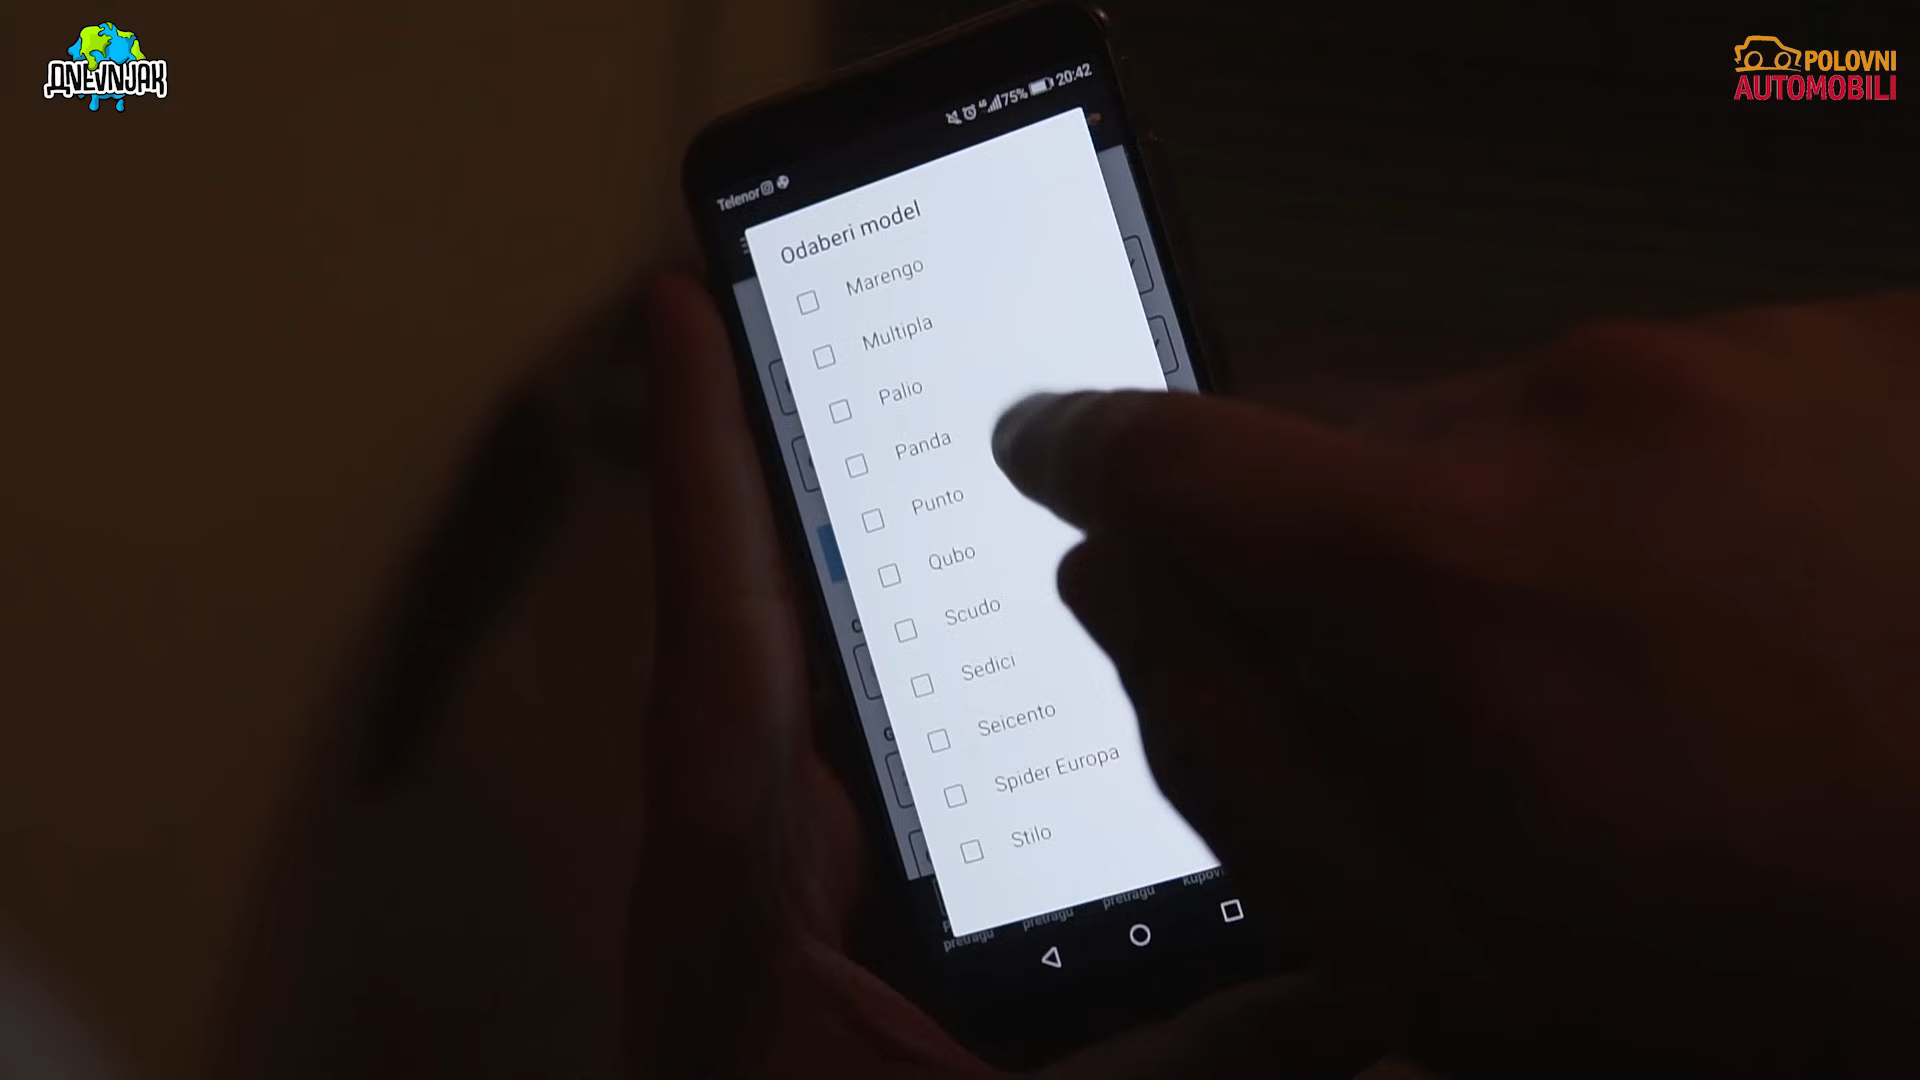 ДNEVNJAK
POLOVNI
AUTOMOBILI
75% 20:42
Telenor
Odaberi model
Marengo
Multipla
Palio
Panda
Punto
Qubo
Scudo
Sedici
Seicento
Spider Europa
Stilo
pretragu
pretragu
pretragu